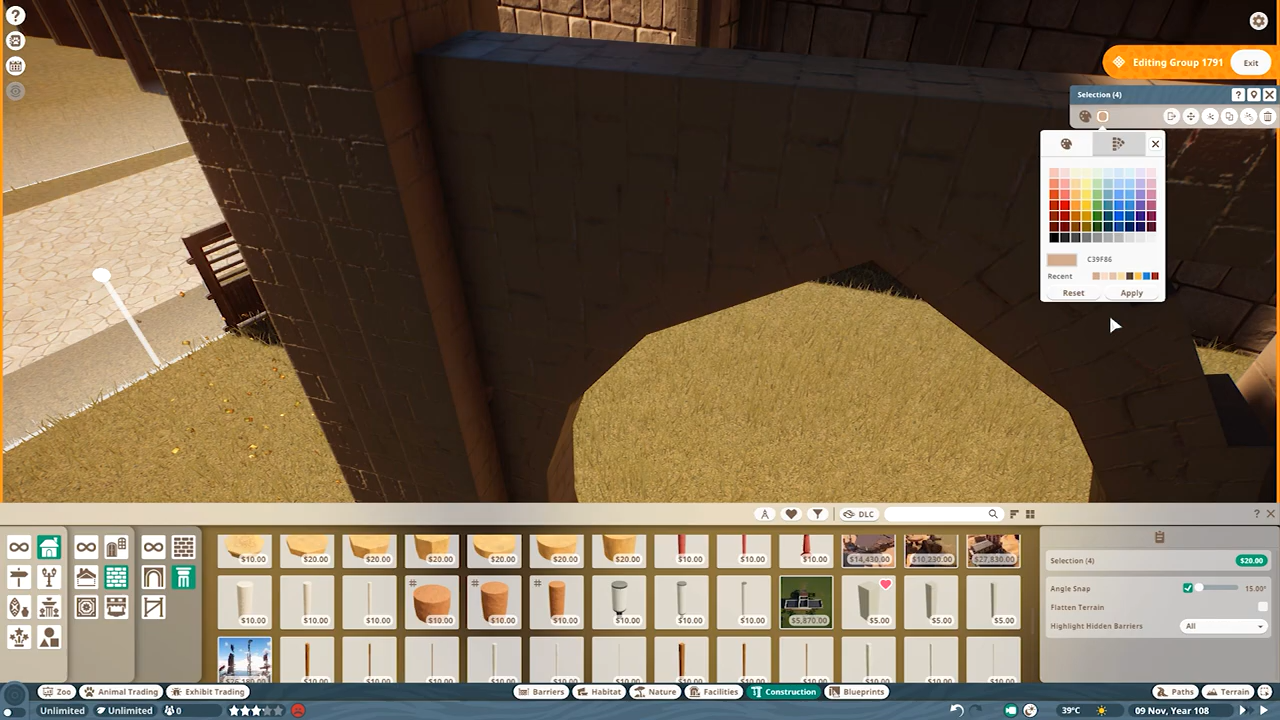 Editing Group 1791
Exit
Selection (4)
C39F86
Recent
Reset
Apply
DLC
$10.00 $20.00 $20.00 $20.00 $20.00 $20.00 $20.00 $10.00 $10.00 $10.00 $14,430.00 $10,230.00 $27,830.00
Selection (4)
$20.00
Angle Snap
15.00°
Flatten Terrain
Highlight Hidden Barriers
All
$10.00 $10.00 $10.00 $10.00 $10.00 $10.00 $10.00 $10.00 $10.00 $5,870.00 $5.00 $5.00 $5.00
Zoo
Animal Trading
Exhibit Trading
Barriers
Habitat
Nature
Facilities
Construction
Blueprints
Paths
Terrain
Unlimited
Unlimited
0
39°C
09 Nov, Year 108